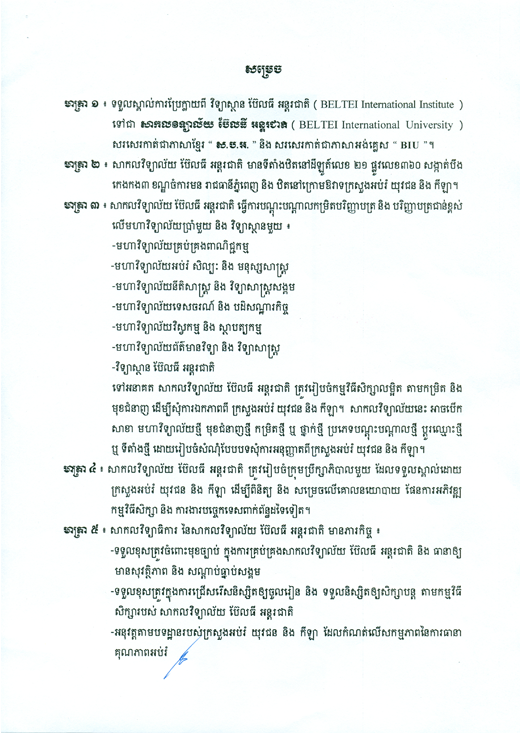 សម្រេច
មាត្រា ១ ៖ ទទួលស្គាល់ការប្រែក្លាយពី វិទ្យាស្ថាន ប៊ែលធី អន្តរជាតិ ( BELTEI International Institute )
ទៅជា សាកលវិទ្យាល័យ ប៊ែលធី អន្តរជាតិ ( BELTEI International University )
សរសេរកាត់ជាភាសាខ្មែរ “ ស.ប.អ. ” និង សរសេរកាត់ជាភាសាអង់គ្លេស “ BIU ”។
មាត្រា ២ ៖ សាកលវិទ្យាល័យ ប៊ែលធី អន្តរជាតិ មានទីតាំងឋិតនៅដីឡូត៍លេខ ២១ ផ្លូវលេខ៣៦០ សង្កាត់បឹង
កេងកង៣ ខណ្ឌចំការមន រាជធានីភ្នំពេញ និង ឋិតនៅក្រោមឱវាទក្រសួងអប់រំ យុវជន និង កីឡា។
មាត្រា ៣ ៖ សាកលវិទ្យាល័យ ប៊ែលធី អន្តរជាតិ ធ្វើការបណ្តុះបណ្តាលកម្រិតបរិញ្ញាបត្រ និង បរិញ្ញាបត្រជាន់ខ្ពស់
លើមហាវិទ្យាល័យប្រាំមួយ និង វិទ្យាស្ថានមួយ ៖
-មហាវិទ្យាល័យគ្រប់គ្រងពាណិជ្ជកម្ម
-មហាវិទ្យាល័យអប់រំ សិល្បៈ និង មនុស្សសាស្ត្រ
-មហាវិទ្យាល័យនីតិសាស្ត្រ និង វិទ្យាសាស្ត្រសង្គម
-មហាវិទ្យាល័យទេសចរណ៍ និង បដិសណ្ឋារកិច្ច
-មហាវិទ្យាល័យវិស្វកម្ម និង ស្ថាបត្យកម្ម
-មហាវិទ្យាល័យព័ត៌មានវិទ្យា និង វិទ្យាសាស្ត្រ
-វិទ្យាស្ថាន ប៊ែលធី អន្តរជាតិ
ទៅអនាគត សាកលវិទ្យាល័យ ប៊ែលធី អន្តរជាតិ ត្រូវរៀបចំកម្មវិធីសិក្សាលម្អិត តាមកម្រិត និង
មុខជំនាញ ដើម្បីសុំការឯកភាពពី ក្រសួងអប់រំ យុវជន និង កីឡា។ សាកលវិទ្យាល័យនេះ អាចបើក
សាខា មហាវិទ្យាល័យថ្មី មុខជំនាញថ្មី កម្រិតថ្មី ឬ ថ្នាក់ថ្មី ប្រភេទបណ្តុះបណ្តាលថ្មី ប្តូរឈ្មោះថ្មី
ឬ ទីតាំងថ្មី ដោយរៀបចំសំណុំបែបបទសុំការអនុញ្ញាតពីក្រសួងអប់រំ យុវជន និង កីឡា។
មាត្រា ៤ ៖ សាកលវិទ្យាល័យ ប៊ែលធី អន្តរជាតិ ត្រូវរៀបចំក្រុមប្រឹក្សាភិបាលមួយ ដែលទទួលស្គាល់ដោយ
ក្រសួងអប់រំ យុវជន និង កីឡា ដើម្បីពិនិត្យ និង សម្រេចលើគោលនយោបាយ ផែនការអភិវឌ្ឍ
កម្មវិធីសិក្សា និង ការងារបច្ចេកទេសពាក់ព័ន្ធដទៃទៀត។
មាត្រា ៥ ៖ សាកលវិទ្យាធិការ នៃសាកលវិទ្យាល័យ ប៊ែលធី អន្តរជាតិ មានភារកិច្ច ៖
-ទទួលខុសត្រូវចំពោះមុខច្បាប់ ក្នុងការគ្រប់គ្រងសាកលវិទ្យាល័យ ប៊ែលធី អន្តរជាតិ និង ធានាឲ្យ
មានសុវត្ថិភាព និង សណ្តាប់ធ្នាប់សង្គម
-ទទួលខុសត្រូវក្នុងការជ្រើសរើសនិស្សិតឲ្យចូលរៀន និង ទទួលនិស្សិតឲ្យសិក្សាបន្ត តាមកម្មវិធី
សិក្សារបស់ សាកលវិទ្យាល័យ ប៊ែលធី អន្តរជាតិ
-អនុវត្តតាមបទដ្ឋានរបស់ក្រសួងអប់រំ យុវជន និង កីឡា ដែលកំណត់លើសកម្មភាពនៃការធានា
គុណភាពអប់រំ